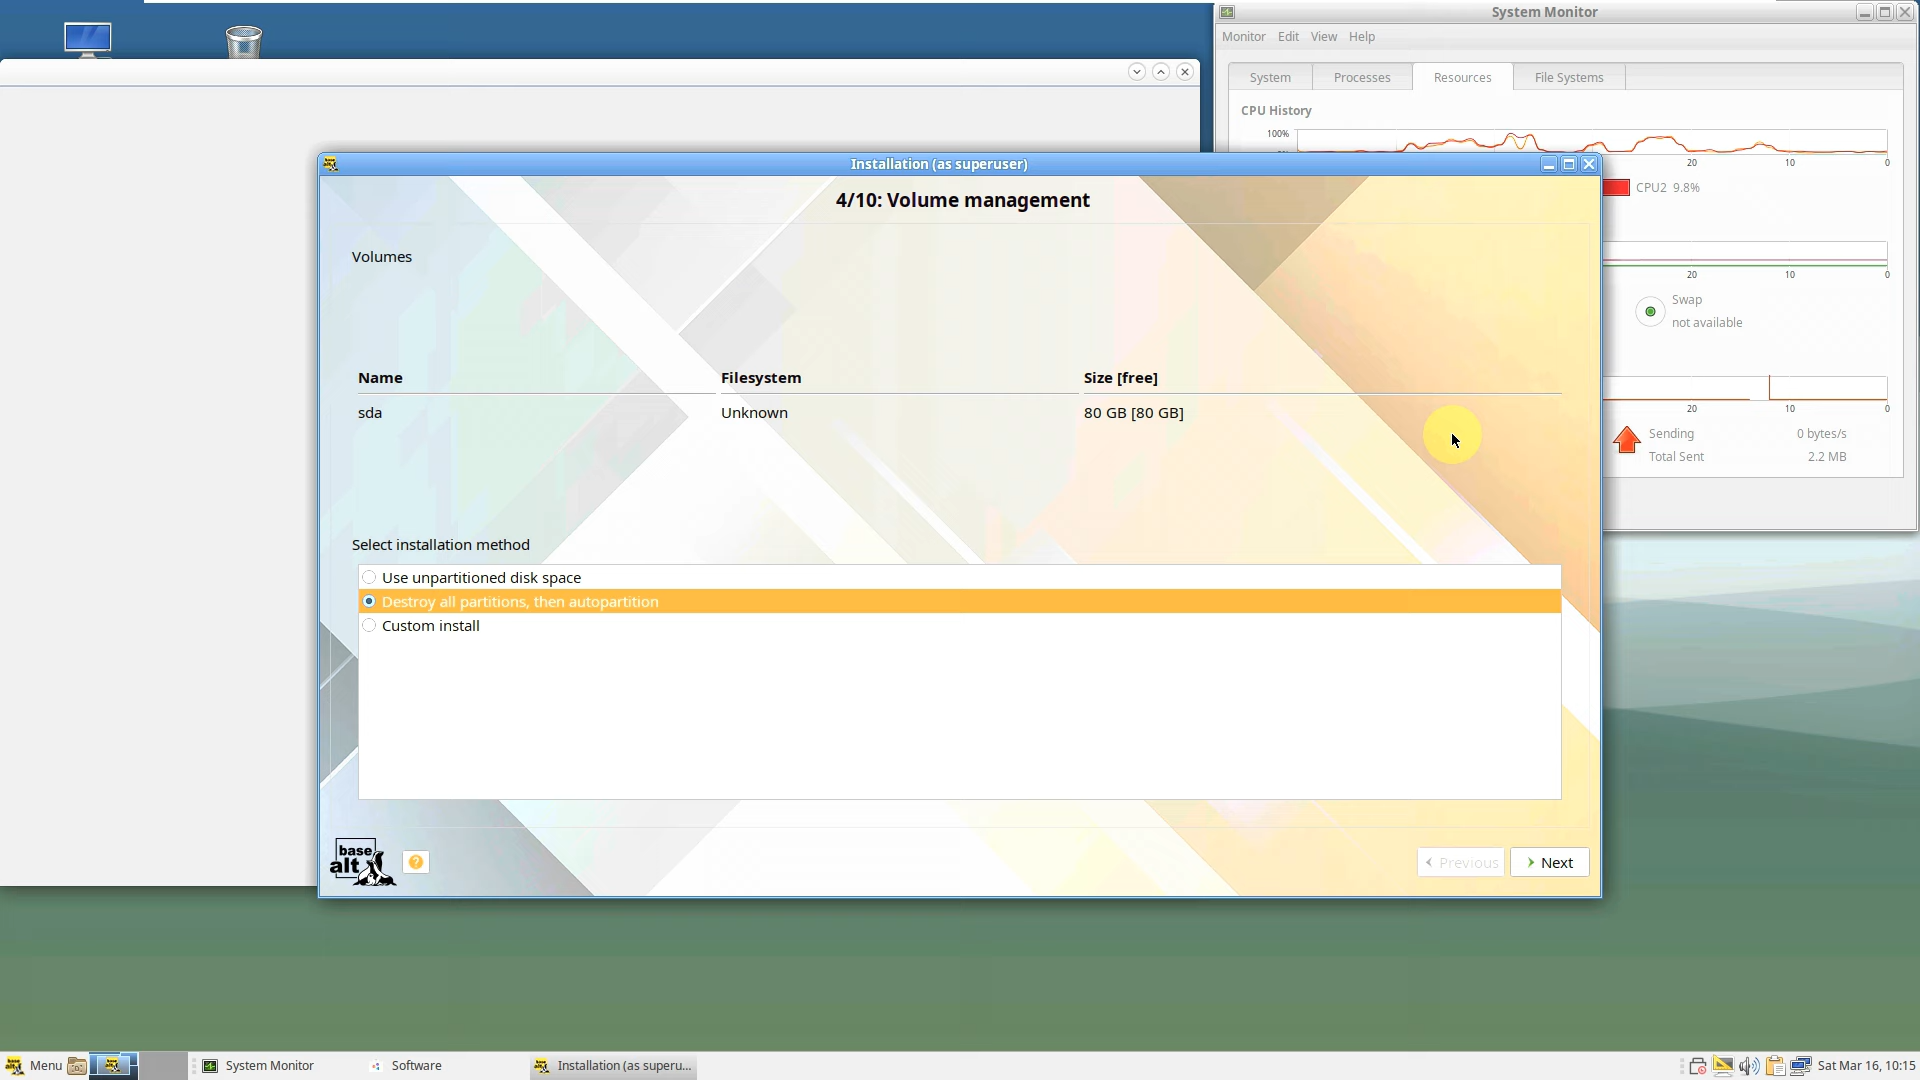 System Monitor
Monitor Edit View Help
System Processes Resources File Systems
CPU History
100%
20 10 0
CPU2 9.8%
Installation (as superuser)
4/10: Volume management
Volumes
20 10 0
Swap
not available
Name Filesystem Size [free]
sda Unknown 80 GB [80 GB]
20 10 0
Sending 0 bytes/s
Total Sent 2.2 MB
Select installation method
Use unpartitioned disk space
Destroy all partitions, then autopartition
Custom install
base
alt
?
Previous Next
Menu System Monitor Software Installation (as superu... Sat Mar 16, 10:15